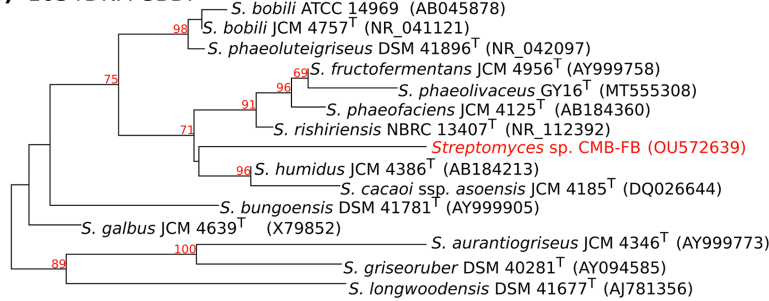 S. bobili ATCC 14969 (AB045878)
98
S. bobili JCM 4757T (NR_041121)
S. phaeoluteigriseus DSM 41896T (NR_042097)
S. fructofermentans JCM 4956T (AY999758)
69
75
96
S. phaeolivaceus GY16T (MT555308)
91
S. phaeofaciens JCM 4125T (AB184360)
71
S. rishiriensis NBRC 13407T (NR_112392)
Streptomyces sp. CMB-FB (OU572639)
96
S. humidus JCM 4386T (AB184213)
S. cacaoi ssp. asoensis JCM 4185T (DQ026644)
S. bungoensis DSM 41781T (AY999905)
S. galbus JCM 4639T (X79852)
100
S. aurantiogriseus JCM 4346T (AY999773)
89
S. griseoruber DSM 40281T (AY094585)
S. longwoodensis DSM 41677T (AJ781356)